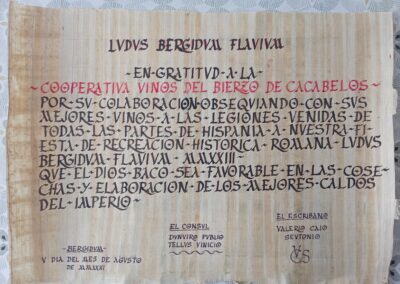 LVDVS BERGIDVM FLAVIVM
-EN-GRATITVD-A-LA-
~COOPERATIVA VINOS DEL BIERZO DE CACABELOS~
POR-SV-COLABORACION-OBSEQVIANDO-CON-SVS
MEJORES-VINOS-A-LAS-LEGIONES-VENIDAS-DE
TODAS-LAS-PARTES-DE-HISPANIA-A-NVESTRA-FI-
ESTA-DE-RECREACION-HISTORICA-ROMANA-LVDVS
BERGIDVM-FLAVIVM-MMXXIII-
QVE-EL-DIOS-BACO-SEA-FAVORABLE-EN-LAS-COSE-
CHAS-Y-ELABORACION-DE-LOS-MEJORES-CALDOS
DEL-IMPERIO-
-BERGIDVM-
V DIA DEL MES DE AGOSTO
DE MMXXIII
EL CONSVL
DVNVIRO PVBLIO
TELLVS VINICIO
EL ESCRIBANO
VALERIO CAIO
SEVTONIO